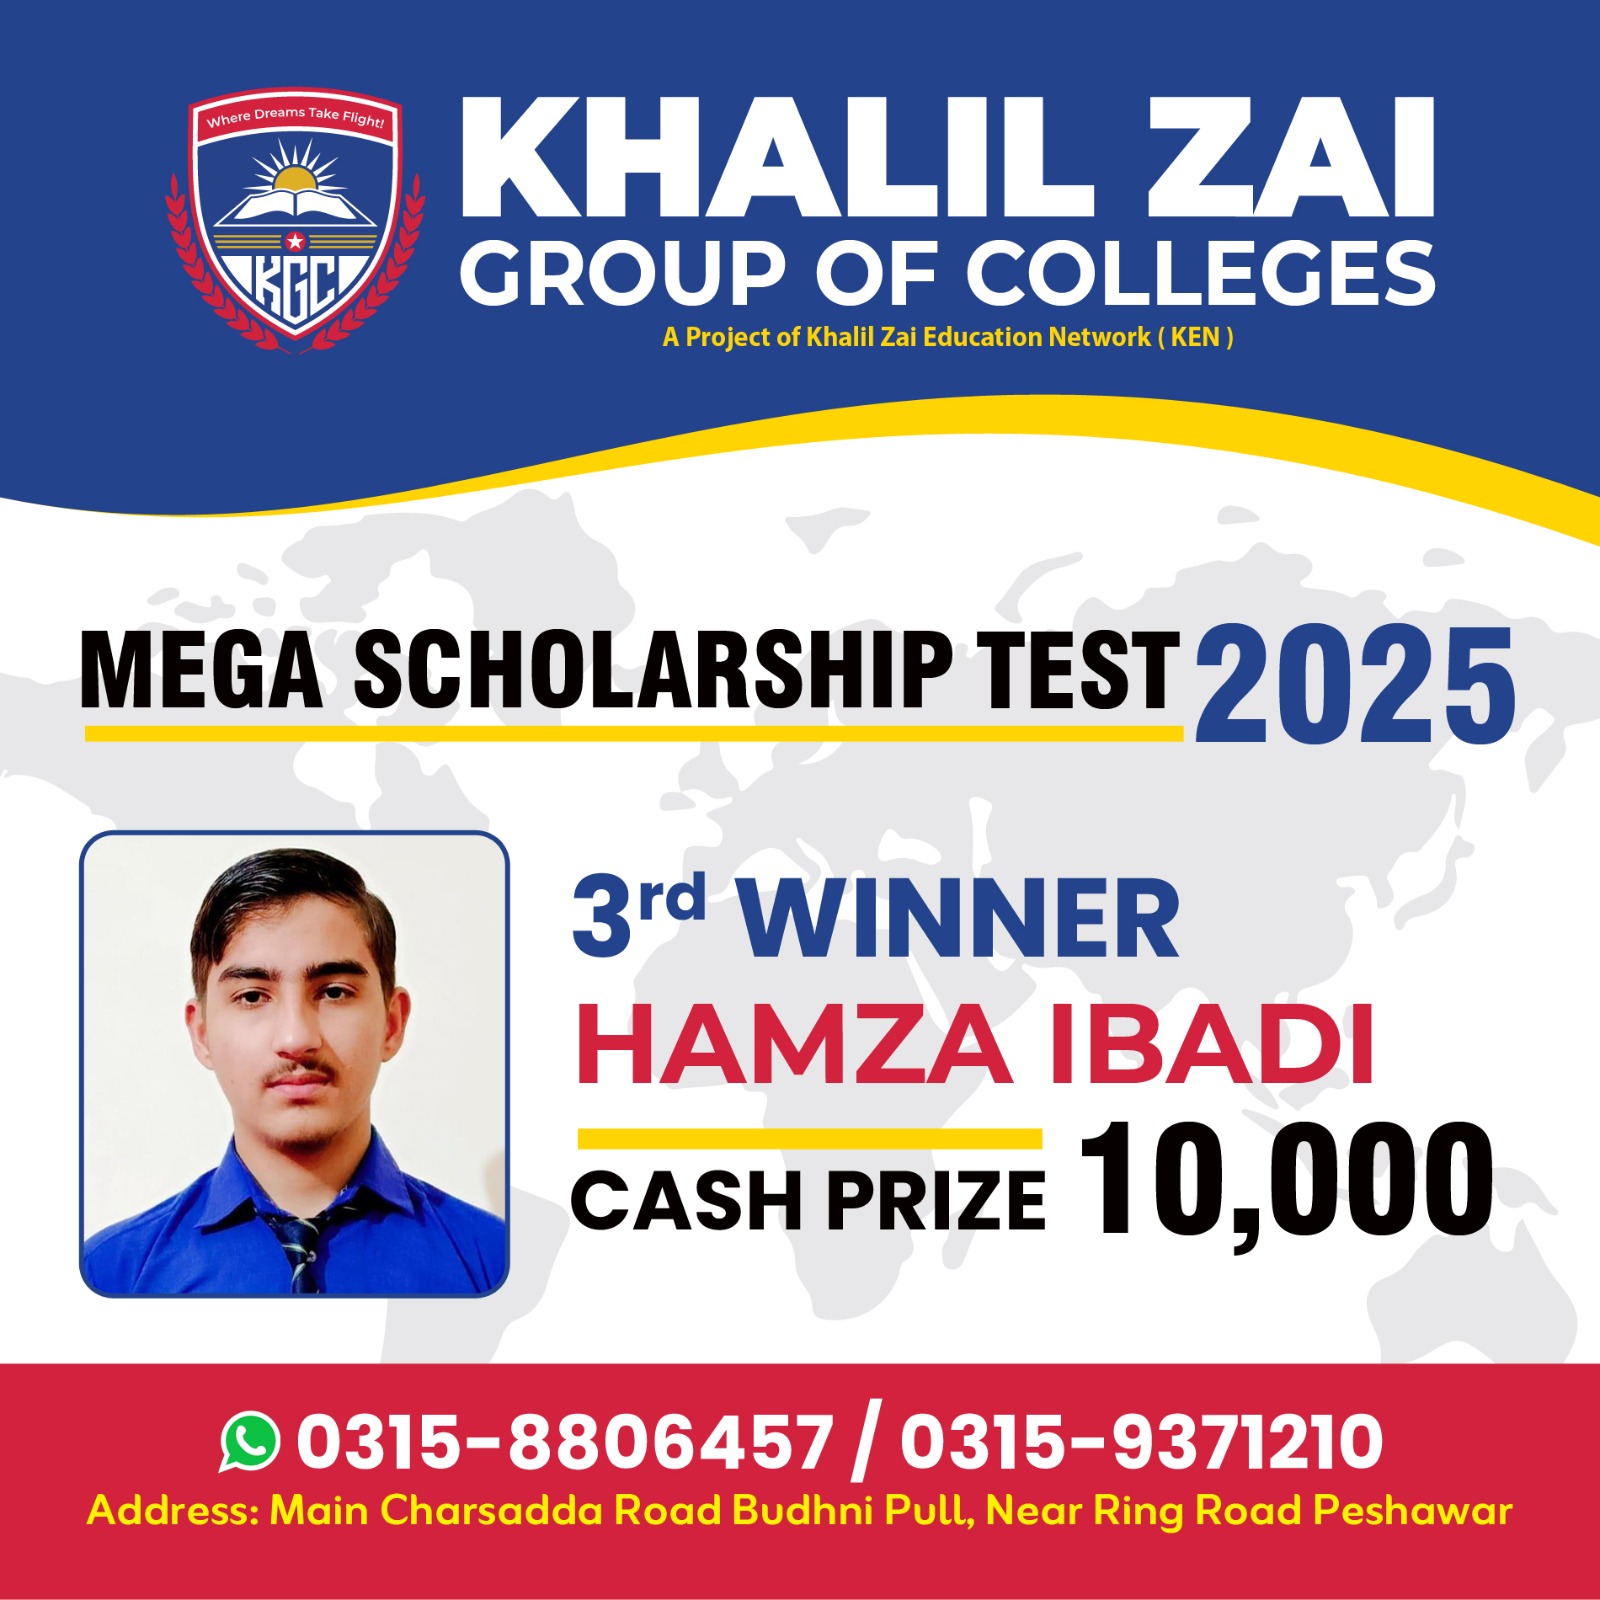 Where Dreams Take Flight!
KGC
KHALIL ZAI
GROUP OF COLLEGES
A Project of Khalil Zai Education Network ( KEN )
MEGA SCHOLARSHIP TEST 2025
3rd WINNER
HAMZA IBADI
CASH PRIZE 10,000
0315-8806457 / 0315-9371210
Address: Main Charsadda Road Budhni Pull, Near Ring Road Peshawar